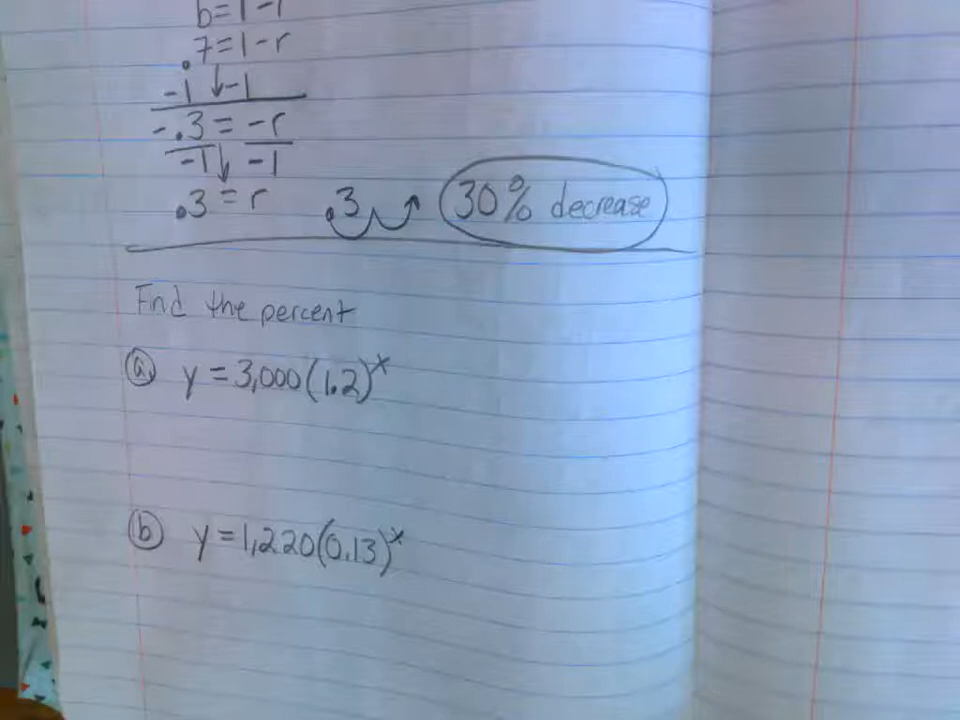 b=1-r
.7=1-r
-1 ↓-1
-.3=-r
-1↓ -1
.3=r .3 30% decrease
Find the percent
a. y=3,000(1.2)^x
b y=1,220(0.13)^x